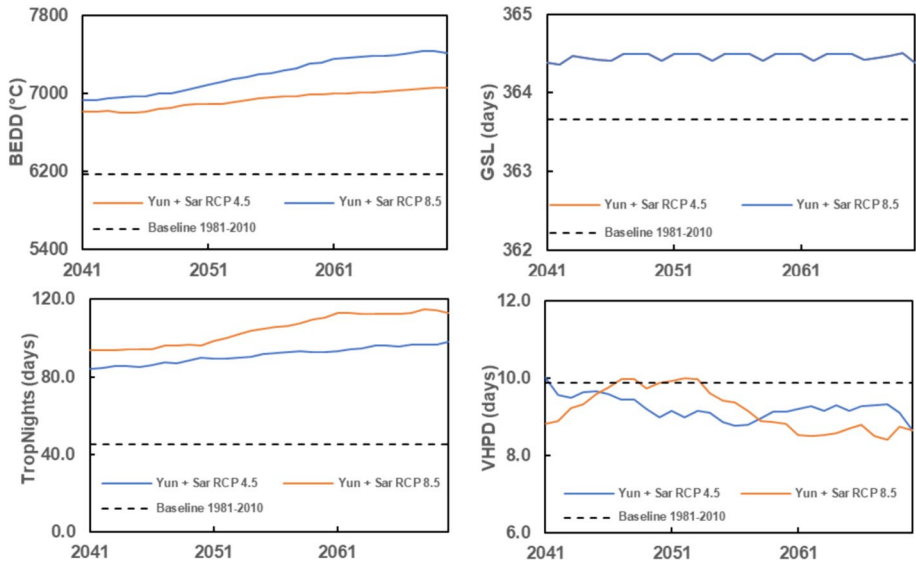 7800
7000
6200
5400
BEDD (°C)
Yun + Sar RCP 4.5
Yun + Sar RCP 8.5
Baseline 1981-2010
2041
2051
2061
365
364
363
362
GSL (days)
Yun + Sar RCP 4.5
Yun + Sar RCP 8.5
Baseline 1981-2010
2041
2051
2061
120.0
80.0
40.0
0.0
TropNights (days)
Yun + Sar RCP 4.5
Yun + Sar RCP 8.5
Baseline 1981-2010
2041
2051
2061
12.0
10.0
8.0
6.0
VHPD (days)
Yun + Sar RCP 4.5
Yun + Sar RCP 8.5
Baseline 1981-2010
2041
2051
2061